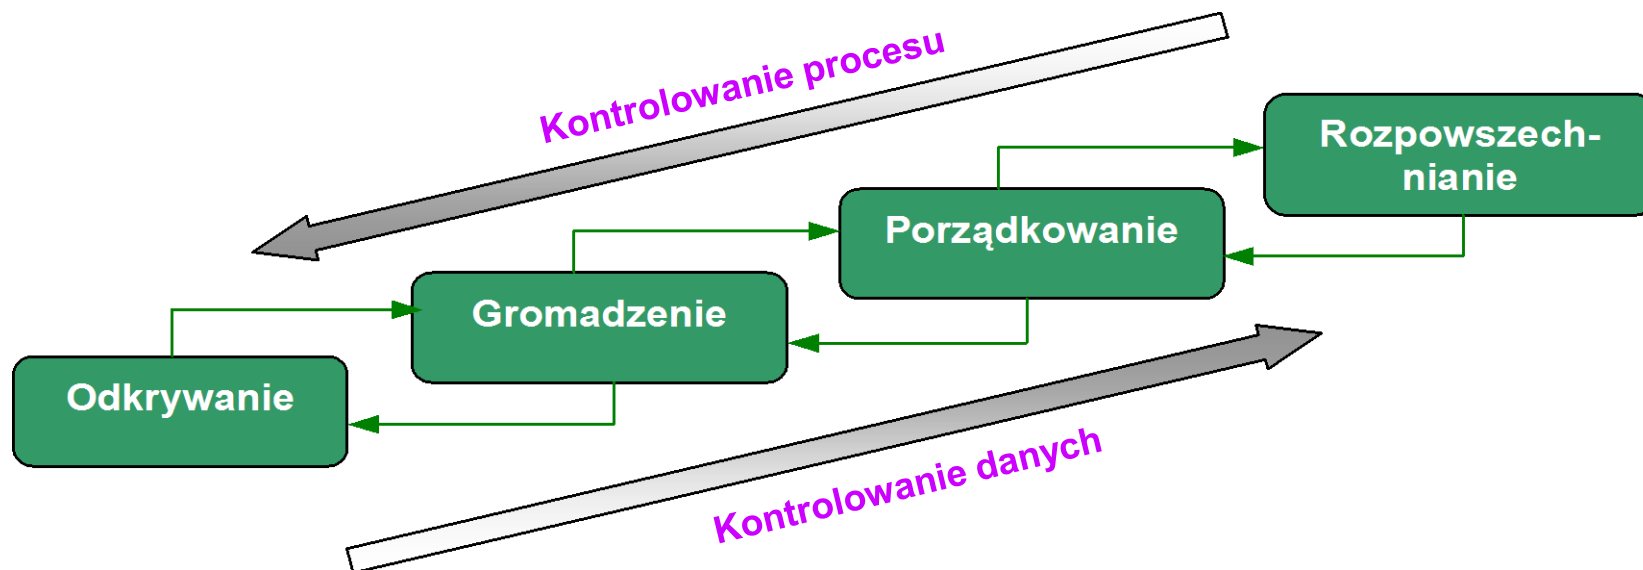 Kontrolowanie procesu
Rozpowszech-
nianie
Porządkowanie
Gromadzenie
Odkrywanie
Kontrolowanie danych